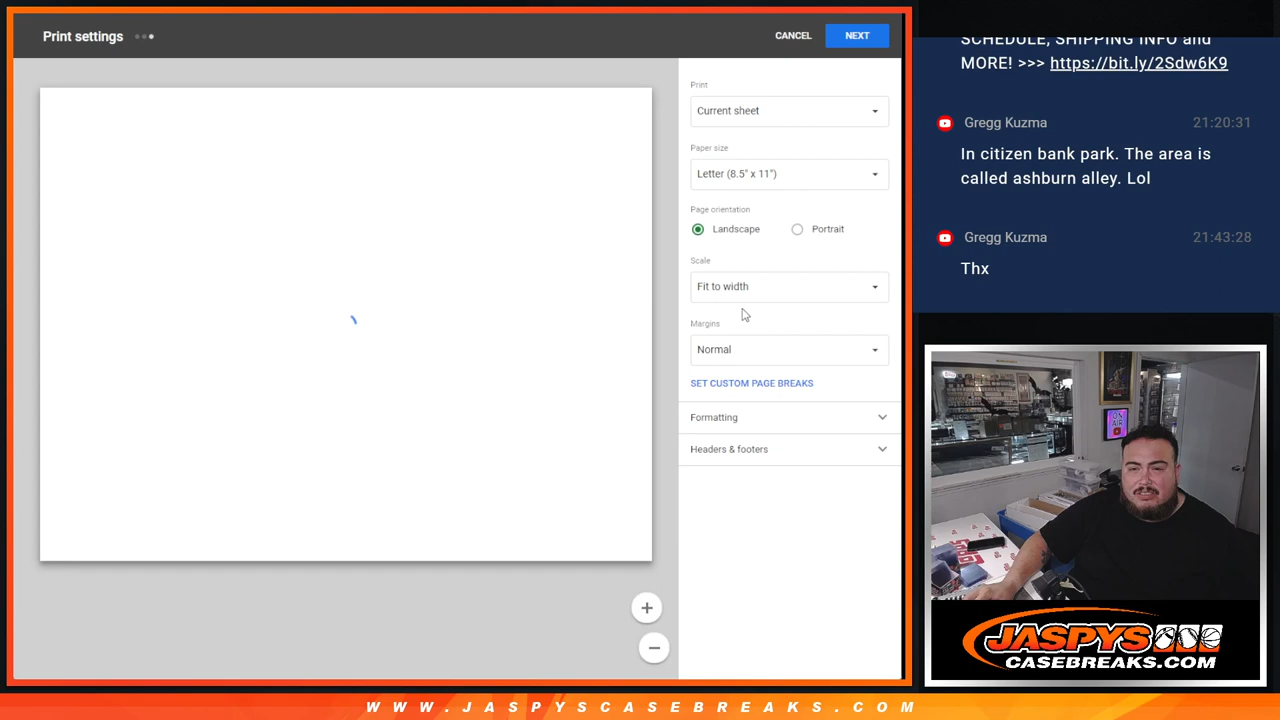 Print settings
CANCEL
NEXT
Print
Current sheet
Paper size
Letter (8.5" x 11")
Page orientation
Landscape
Portrait
Scale
Fit to width
Margins
Normal
SET CUSTOM PAGE BREAKS
Formatting
Headers & footers
SCHEDULE, SHIPPING INFO and
MORE! >>> https://bit.ly/2Sdw6K9
Gregg Kuzma 21:20:31
In citizen bank park. The area is
called ashburn alley. Lol
Gregg Kuzma 21:43:28
Thx
ON
AIR
JASPYS
CASEBREAKS.COM
WWW.JASPYSCASEBREAKS.COM